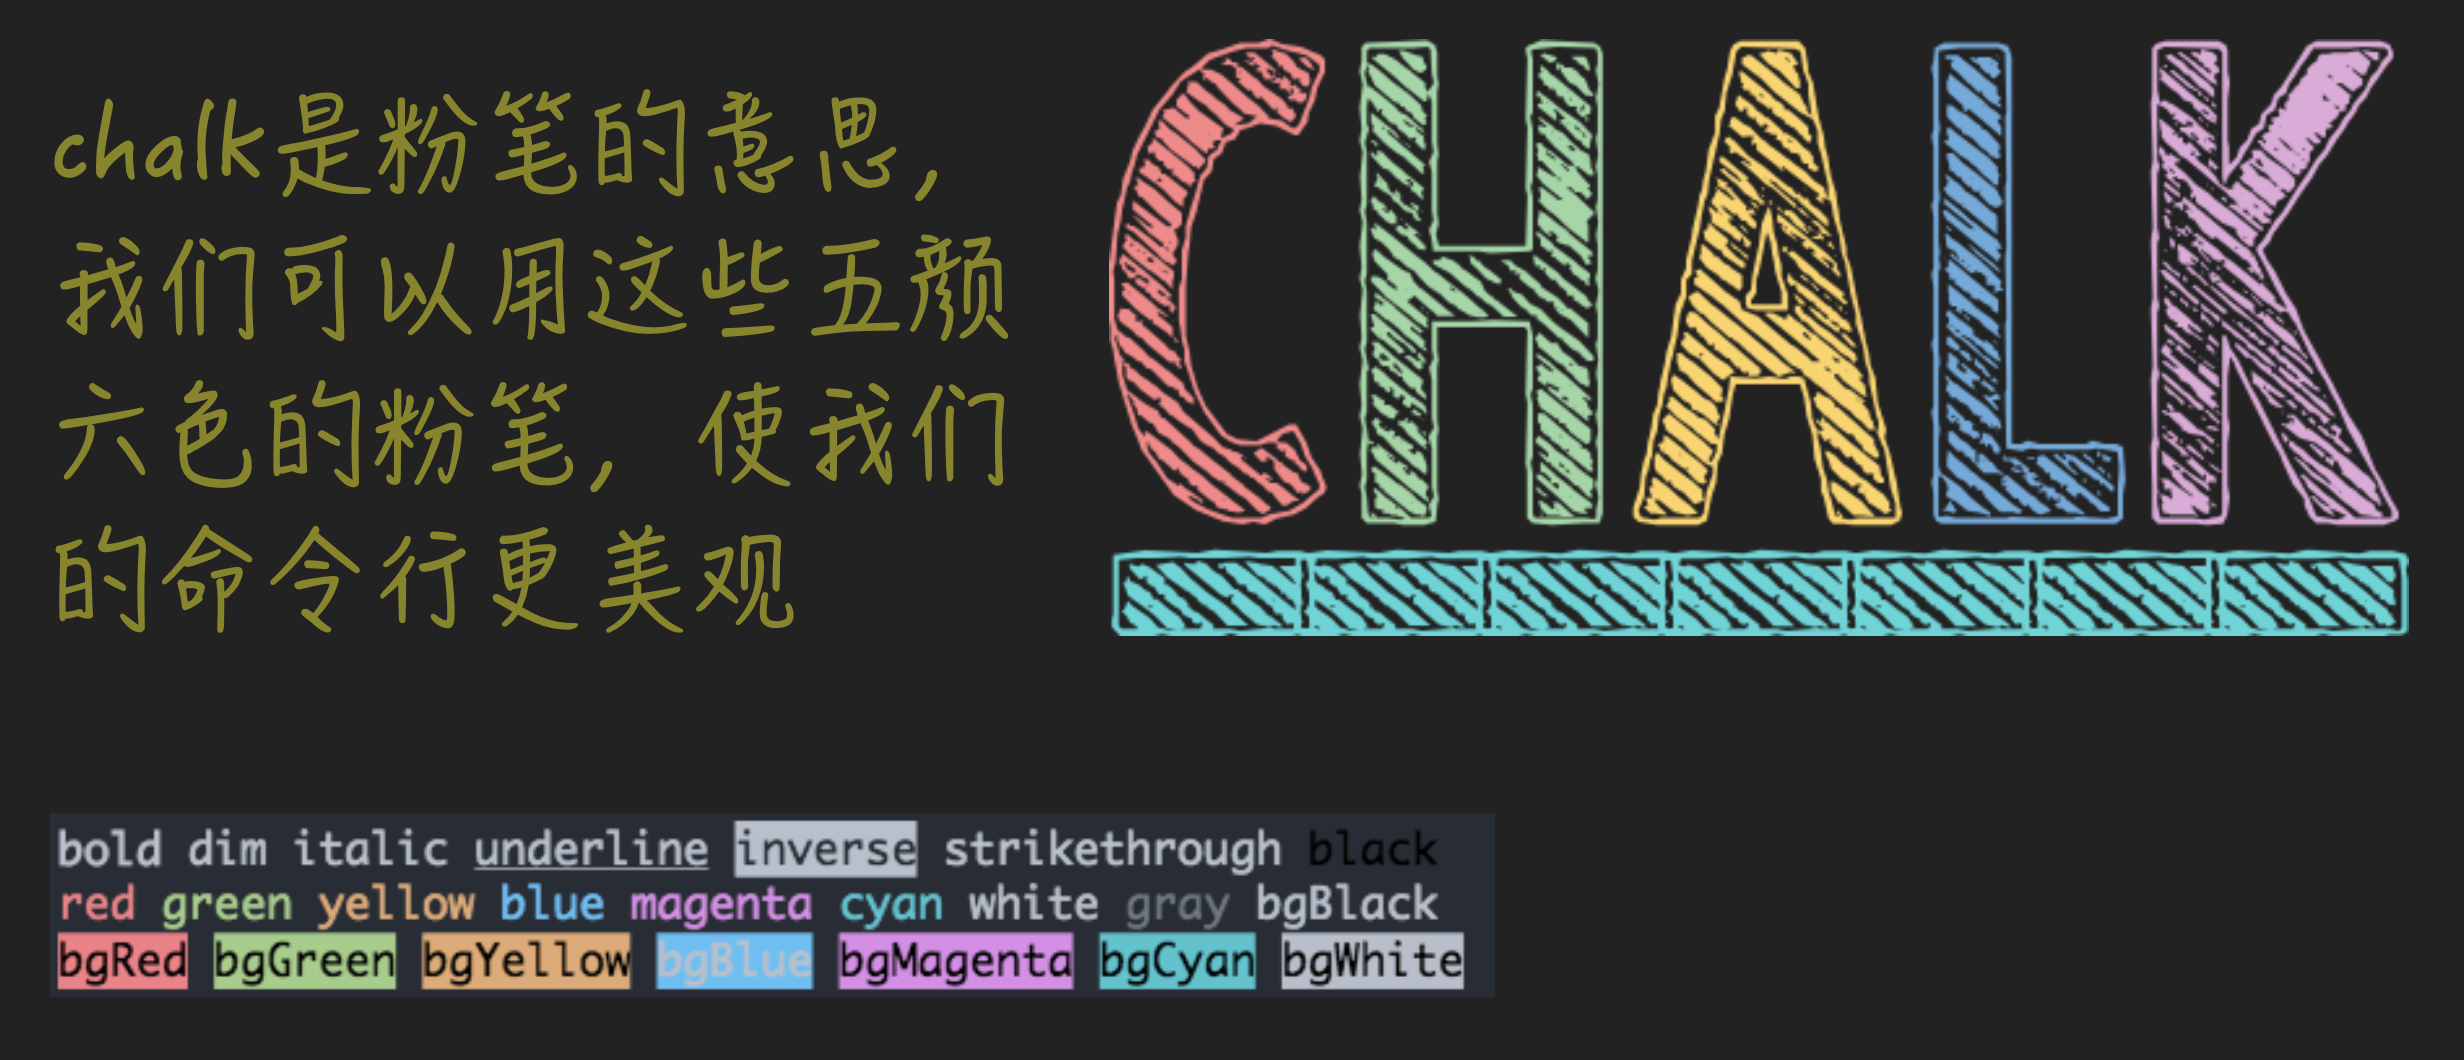 chalk是粉笔的意思,
我们可以用这些五颜
六色的粉笔, 使我们
的命令行更美观
CHALK
bold dim italic underline inverse strikethrough black
red green yellow blue magenta cyan white gray bgBlack
bgRed bgGreen bgYellow bgBlue bgMagenta bgCyan bgWhite